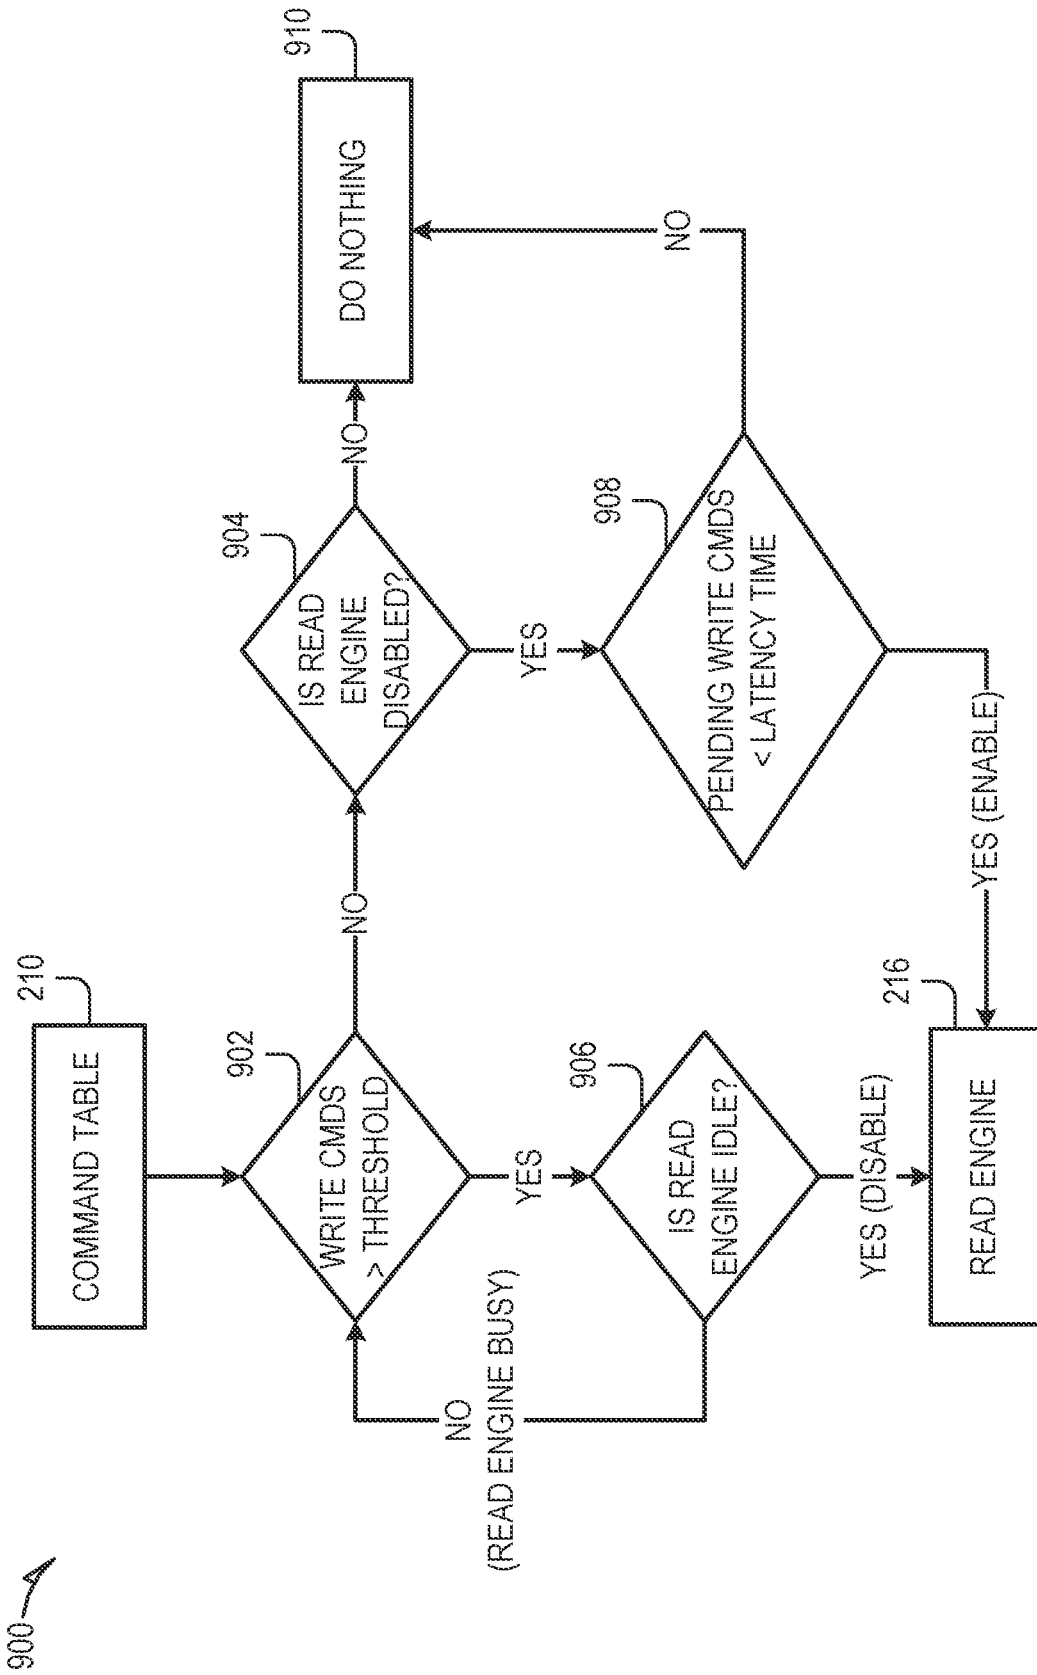 900
COMMAND TABLE
210
WRITE CMDS
> THRESHOLD
902
NO
IS READ
ENGINE
DISABLED?
904
NO
DO NOTHING
910
NO
(READ ENGINE BUSY)
YES
YES
NO
IS READ
ENGINE IDLE?
906
PENDING WRITE CMDS
< LATENCY TIME
908
YES (DISABLE)
YES (ENABLE)
READ ENGINE
216